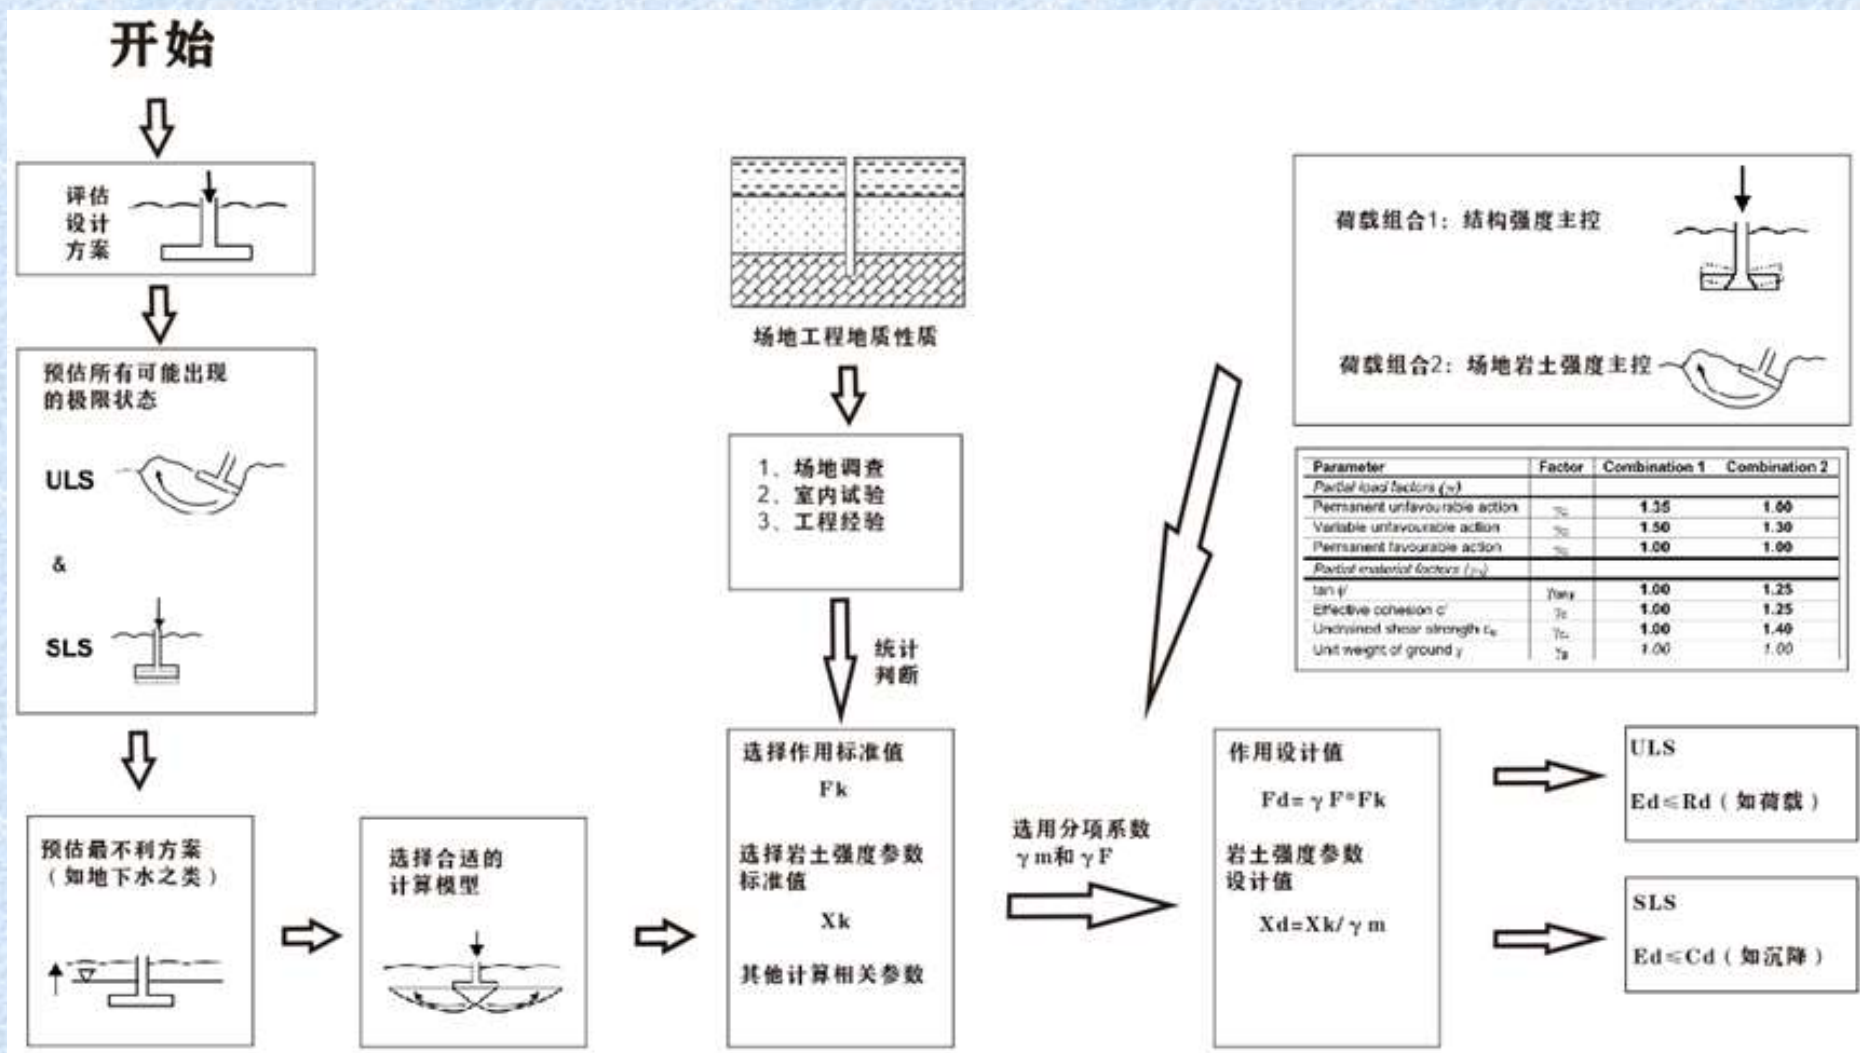 开始
评估
设计
方案
预估所有可能出现
的极限状态
ULS
&
SLS
预估最不利方案
(如地下水之类)
选择合适的
计算模型
场地工程地质性质
1、场地调查
2、室内试验
3、工程经验
统计
判断
选择作用标准值
Fk
选择岩土强度参数
标准值
Xk
其他计算相关参数
选用分项系数
γm和γF
荷载组合1：结构强度主控
荷载组合2：场地岩土强度主控
Parameter Factor Combination 1 Combination 2
Partial load factors
Permanent unfavourable action 1.35 1.00
Variable unfavourable action 1.50 1.30
Permanent favourable action 1.00 1.00
Partial material factors
tan 1.00 1.25
Effective cohesion c' 1.00 1.25
Undrained shear strength 1.00 1.40
Unit weight of ground γ 1.00 1.00
作用设计值
Fd=γF*Fk
岩土强度参数
设计值
Xd=Xk/γm
ULS
Ed≤Rd(如荷载)
SLS
Ed≤Cd(如沉降)